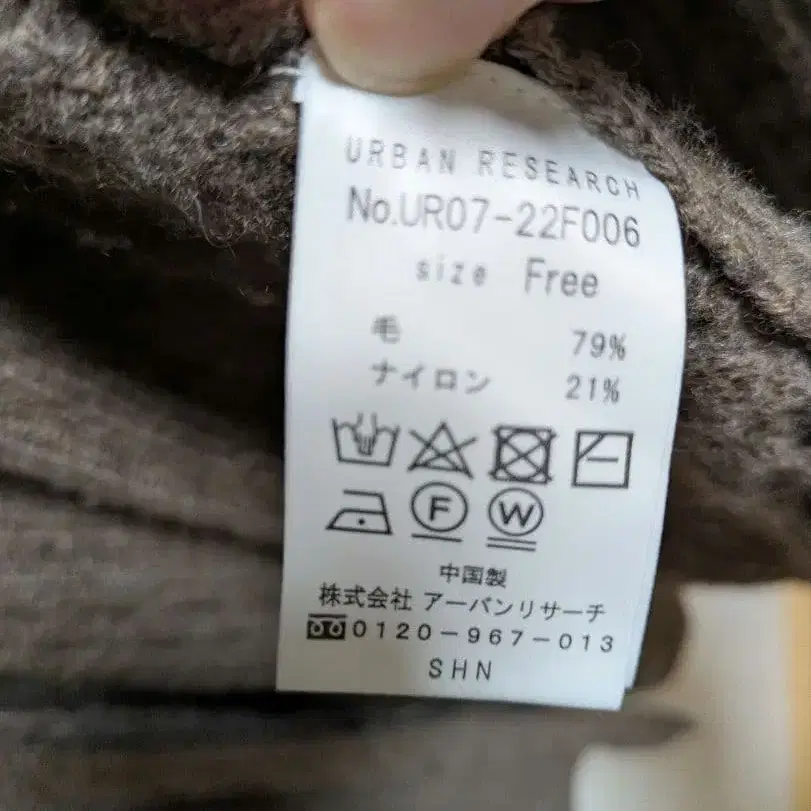 URBAN RESEARCH
No.UR07-22F006
size Free
毛 79%
ナイロン 21%
F W
中国製
株式会社 アーバンリサーチ
0120-967-013
SHN